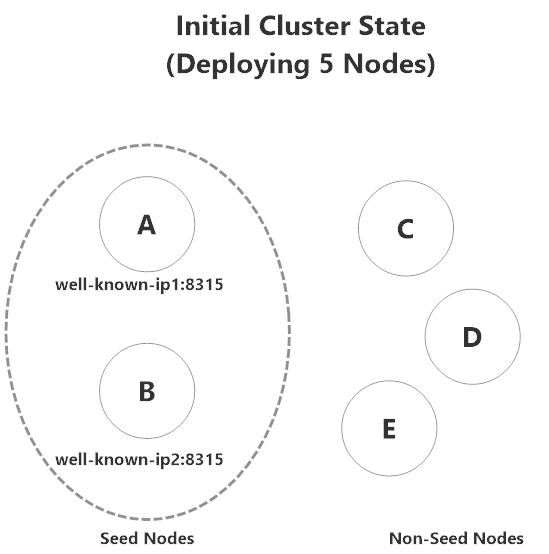 Initial Cluster State
(Deploying 5 Nodes)
A
well-known-ip1:8315
B
well-known-ip2:8315
Seed Nodes
C
D
E
Non-Seed Nodes